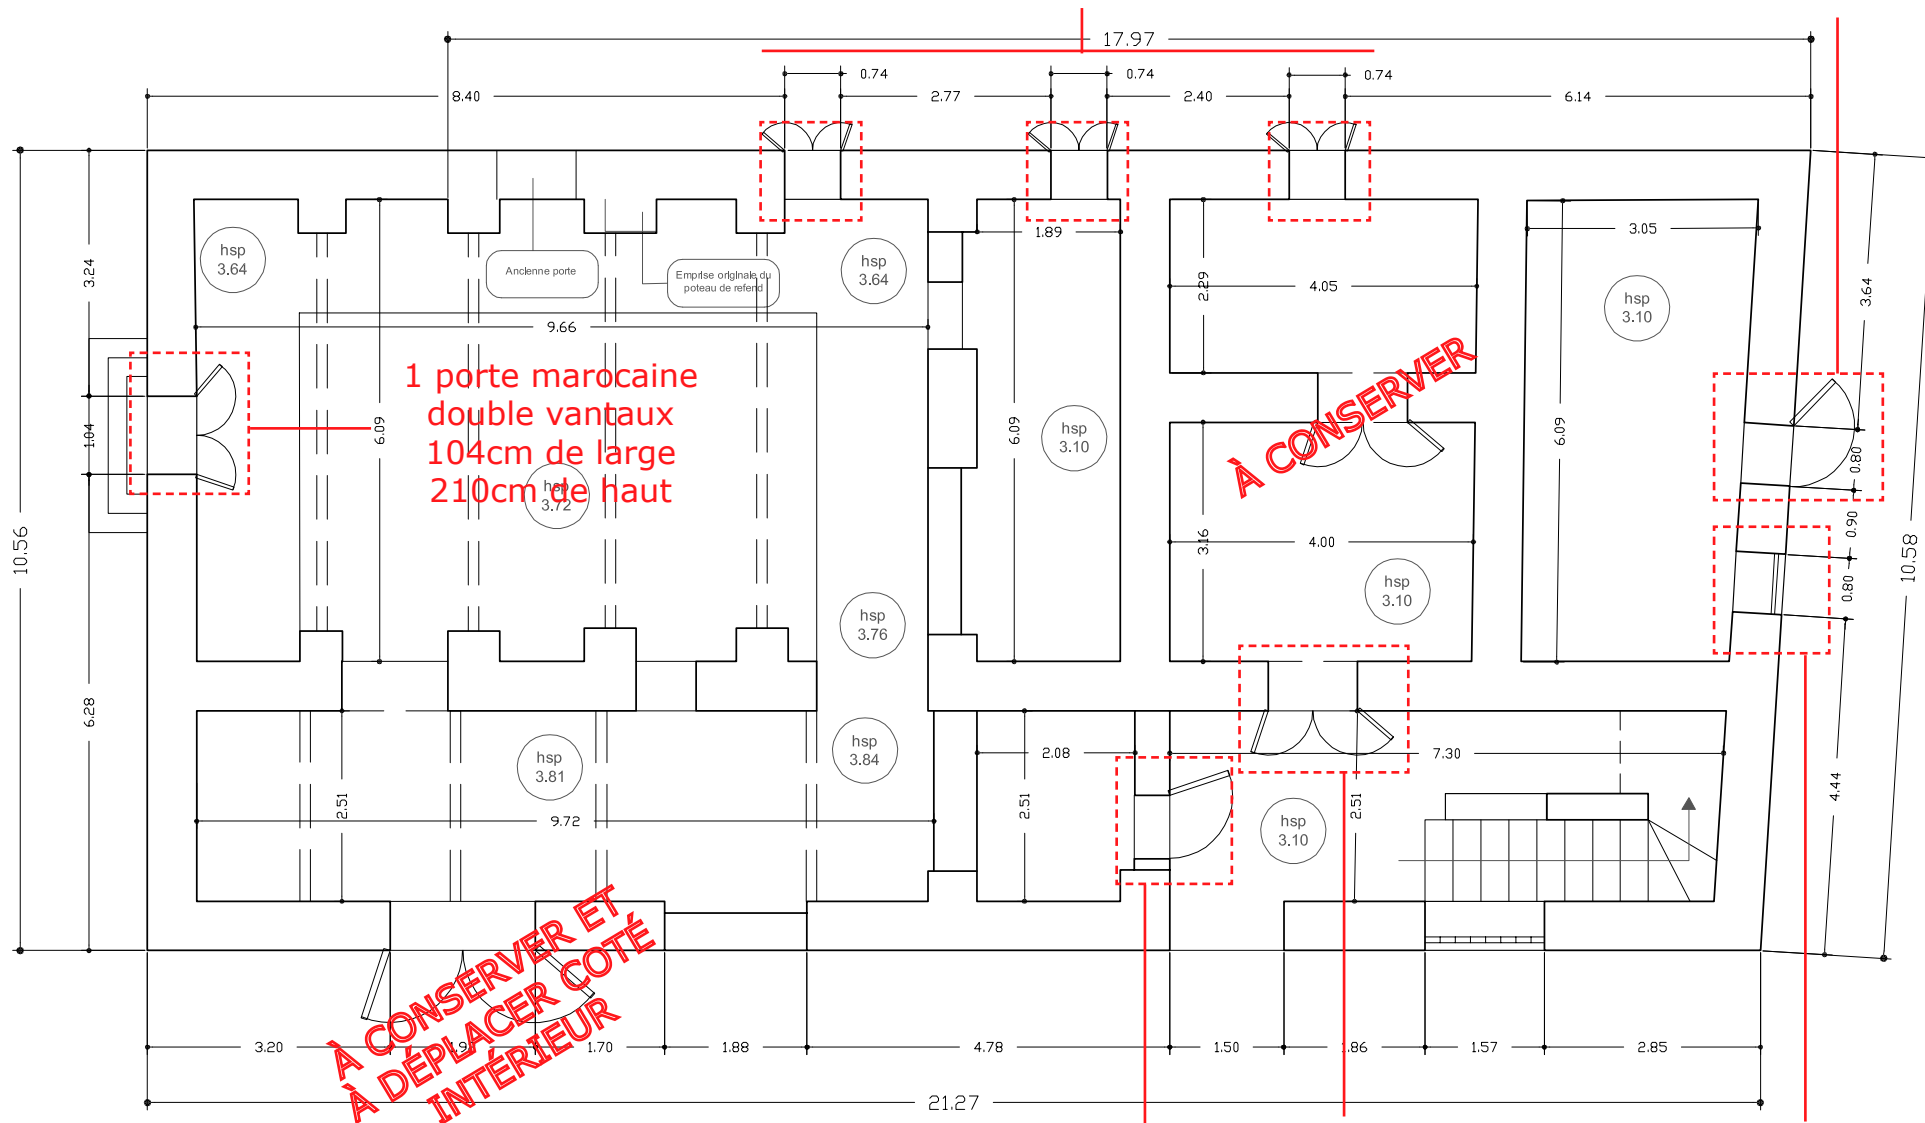 17.97
0.74
0.74
0.74
8.40
2.77
2.40
6.14
hsp
3.64
Ancienne porte
Emprise originale du
poteau de refend
hsp
3.64
1.89
3.05
3.24
2.29
4.05
hsp
3.10
3.64
9.66
1 porte marocaine
double vantaux
104cm de large
210cm de haut
À CONSERVER
1.04
6.09
6.09
hsp
3.10
6.09
0.80
hsp
3.72
10.56
3.16
4.00
0.90
10.58
hsp
3.10
0.80
hsp
3.76
6.28
hsp
3.81
hsp
3.84
2.08
7.30
4.44
2.51
9.72
2.51
hsp
3.10
2.51
À CONSERVER ET
À DÉPLACER COTÉ
INTÉRIEUR
3.20
1.70
1.88
4.78
1.50
1.86
1.57
2.85
21.27